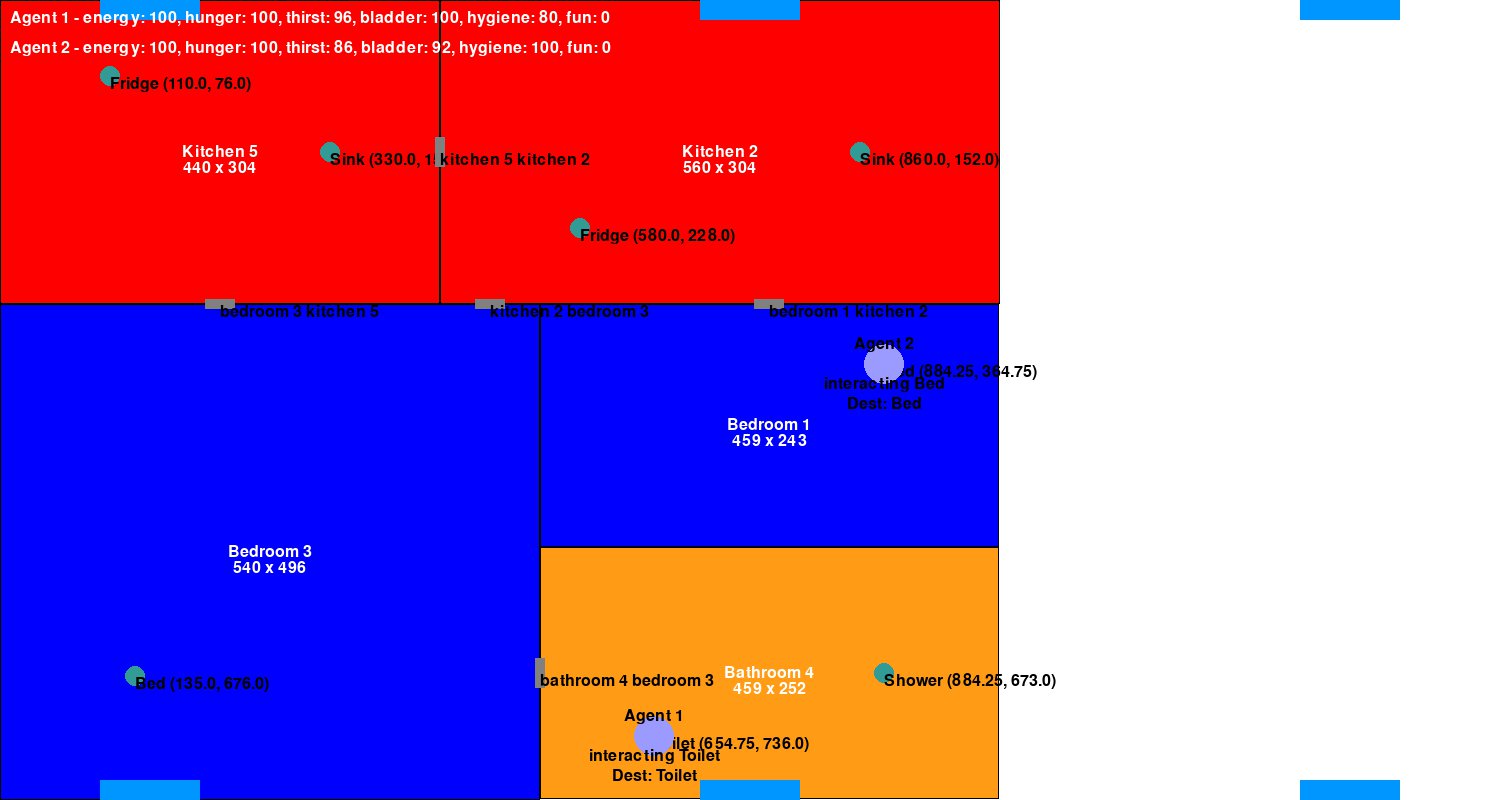 Agent 1 - energy: 100, hunger: 100, thirst: 96, bladder: 100, hygiene: 80, fun: 0
Agent 2 - energy: 100, hunger: 100, thirst: 86, bladder: 92, hygiene: 100, fun: 0
Fridge (110.0, 76.0)
Kitchen 5
440 x 304
Sink (330.0,
kitchen 5 kitchen 2
Kitchen 2
560 x 304
Sink (860.0, 152.0)
Fridge (580.0, 228.0)
bedroom 3 kitchen 5
kitchen 2 bedroom 3
bedroom 1 kitchen 2
Agent 2
(884.25, 364.75)
interacting Bed
Dest: Bed
Bedroom 1
459 x 243
Bedroom 3
540 x 496
Bed (135.0, 676.0)
bathroom 4 bedroom 3
Bathroom 4
459 x 252
Shower (884.25, 673.0)
Agent 1
(654.75, 736.0)
interacting Toilet
Dest: Toilet